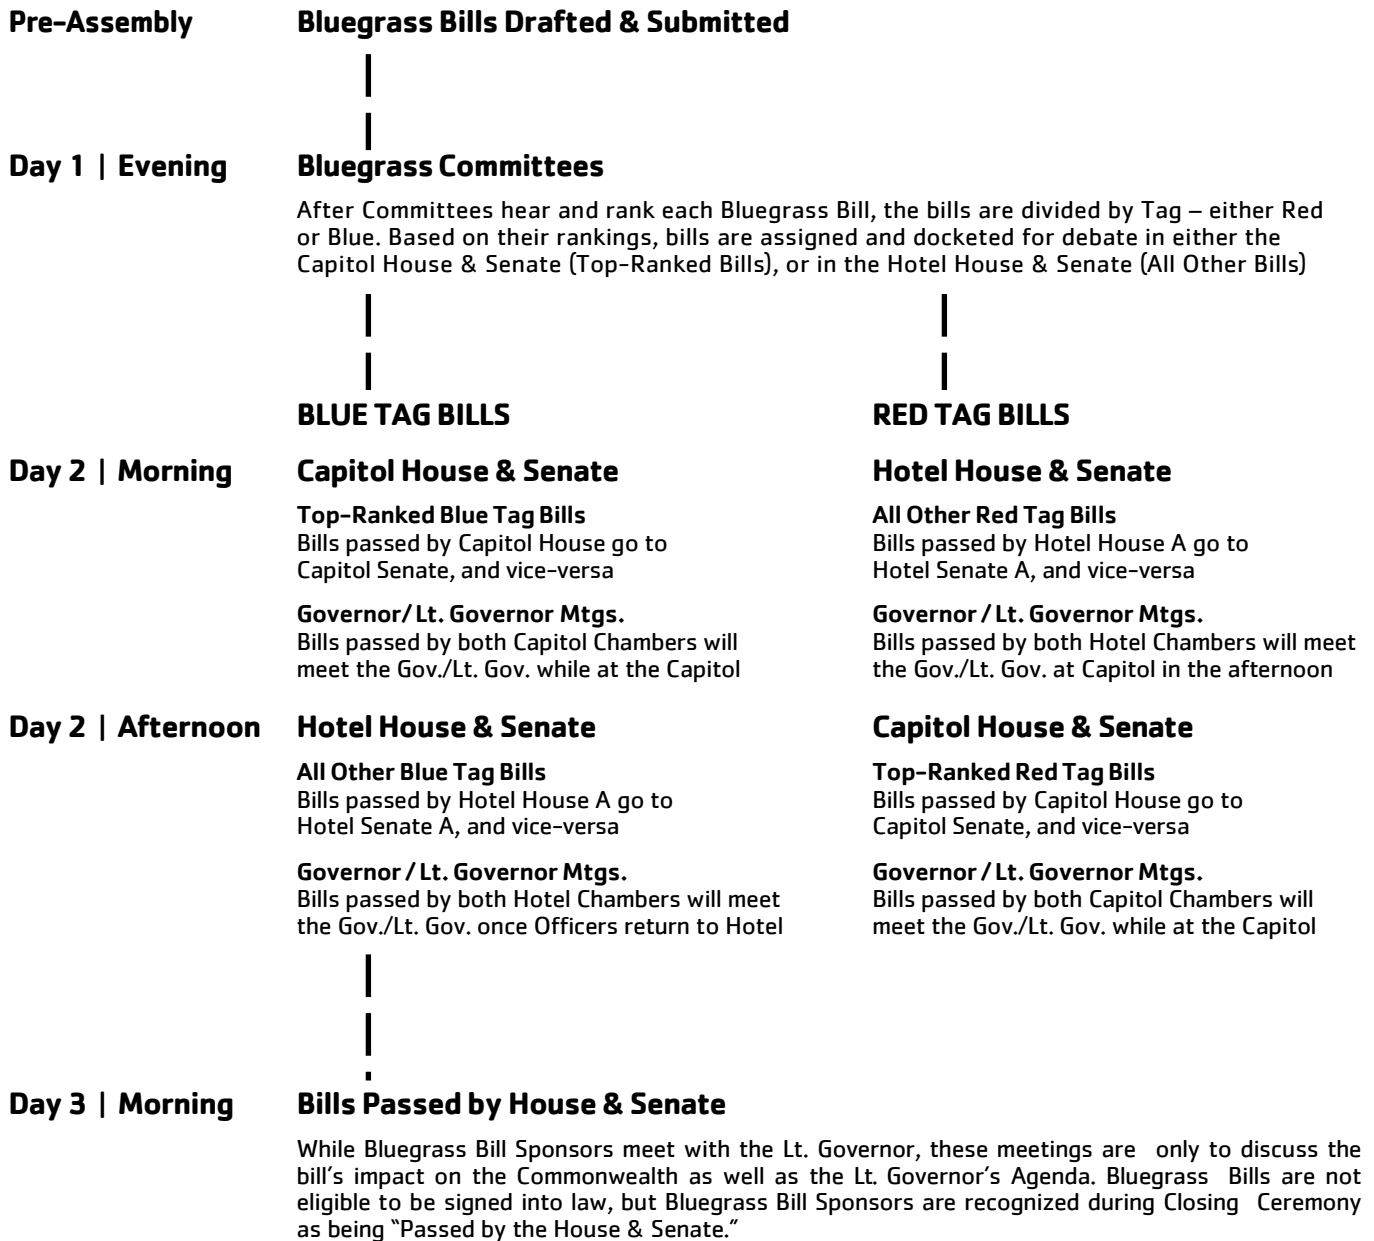 Pre-Assembly
Bluegrass Bills Drafted & Submitted
Day 1 | Evening
Bluegrass Committees
After Committees hear and rank each Bluegrass Bill, the bills are divided by Tag – either Red
or Blue. Based on their rankings, bills are assigned and docketed for debate in either the
Capitol House & Senate (Top-Ranked Bills), or in the Hotel House & Senate (All Other Bills)
BLUE TAG BILLS
RED TAG BILLS
Day 2 | Morning
Capitol House & Senate
Top-Ranked Blue Tag Bills
Bills passed by Capitol House go to
Capitol Senate, and vice-versa
Governor/ Lt. Governor Mtgs.
Bills passed by both Capitol Chambers will
meet the Gov./Lt. Gov. while at the Capitol
Hotel House & Senate
All Other Red Tag Bills
Bills passed by Hotel House A go to
Hotel Senate A, and vice-versa
Governor / Lt. Governor Mtgs.
Bills passed by both Hotel Chambers will meet
the Gov./Lt. Gov. at Capitol in the afternoon
Day 2 | Afternoon
Hotel House & Senate
All Other Blue Tag Bills
Bills passed by Hotel House A go to
Hotel Senate A, and vice-versa
Governor / Lt. Governor Mtgs.
Bills passed by both Hotel Chambers will meet
the Gov./Lt. Gov. once Officers return to Hotel
Capitol House & Senate
Top-Ranked Red Tag Bills
Bills passed by Capitol House go to
Capitol Senate, and vice-versa
Governor / Lt. Governor Mtgs.
Bills passed by both Capitol Chambers will
meet the Gov./Lt. Gov. while at the Capitol
Day 3 | Morning
Bills Passed by House & Senate
While Bluegrass Bill Sponsors meet with the Lt. Governor, these meetings are only to discuss the
bill's impact on the Commonwealth as well as the Lt. Governor's Agenda. Bluegrass Bills are not
eligible to be signed into law, but Bluegrass Bill Sponsors are recognized during Closing Ceremony
as being “Passed by the House & Senate.”